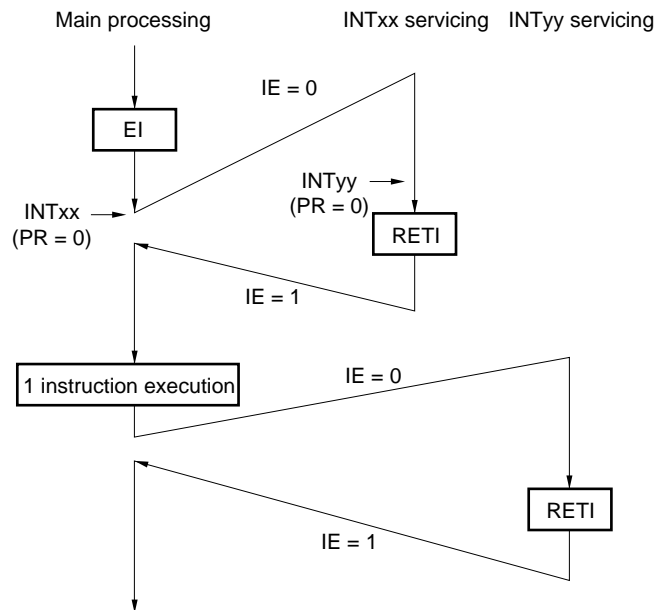 Main processing
INTxx servicing
INTyy servicing
IE = 0
EI
INTxx
(PR = 0)
INTyy
(PR = 0)
RETI
IE = 1
1 instruction execution
IE = 0
RETI
IE = 1